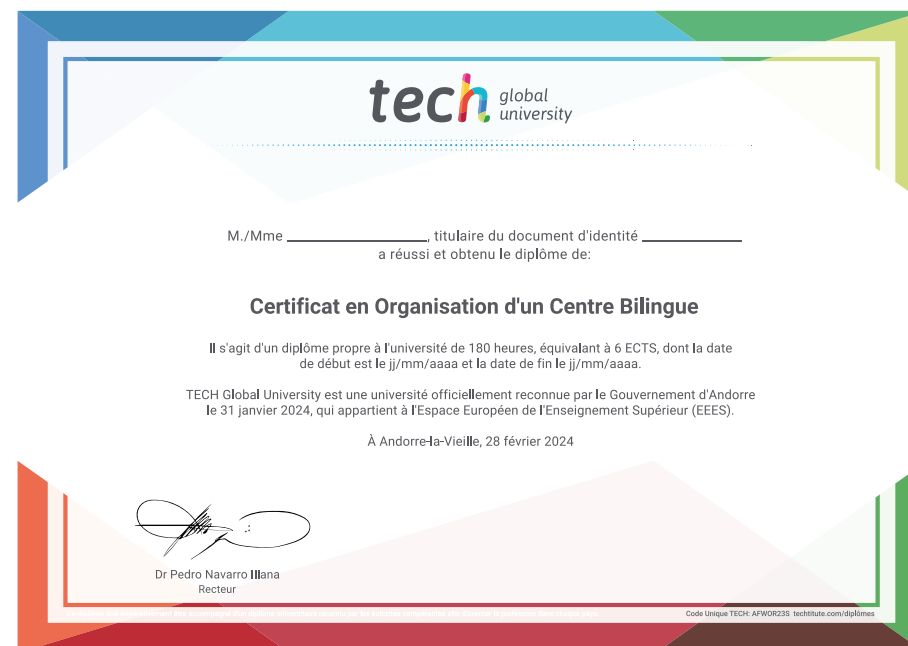 tech global university
M./Mme ____________, titulaire du document d'identité ____________
a réussi et obtenu le diplôme de:
Certificat en Organisation d'un Centre Bilingue
Il s'agit d'un diplôme propre à l'université de 180 heures, équivalant à 6 ECTS, dont la date
de début est le jj/mm/aaaa et la date de fin le jj/mm/aaaa.
TECH Global University est une université officiellement reconnue par le Gouvernement d'Andorre
le 31 janvier 2024, qui appartient à l'Espace Européen de l'Enseignement Supérieur (EEES).
À Andorre-la-Vieille, 28 février 2024
Dr Pedro Navarro Illana
Recteur
Code Unique TECH: AFWOR23S techtitute.com/diplômes